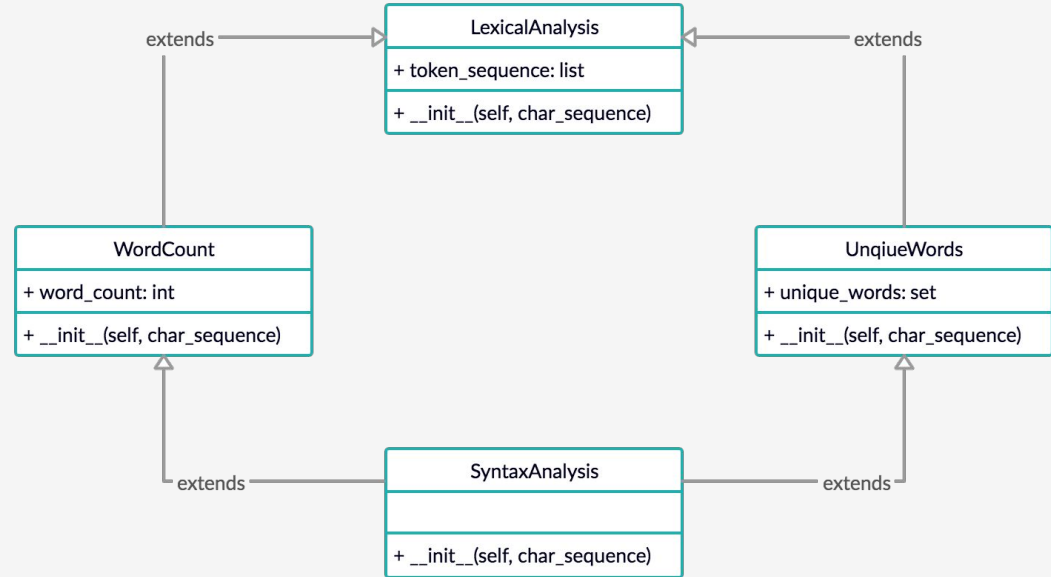 LexicalAnalysis
+ token_sequence: list
+ __init__(self, char_sequence)
extends
extends
WordCount
+ word_count: int
+ __init__(self, char_sequence)
UnqiueWords
+ unique_words: set
+ __init__(self, char_sequence)
extends
extends
SyntaxAnalysis
+ __init__(self, char_sequence)